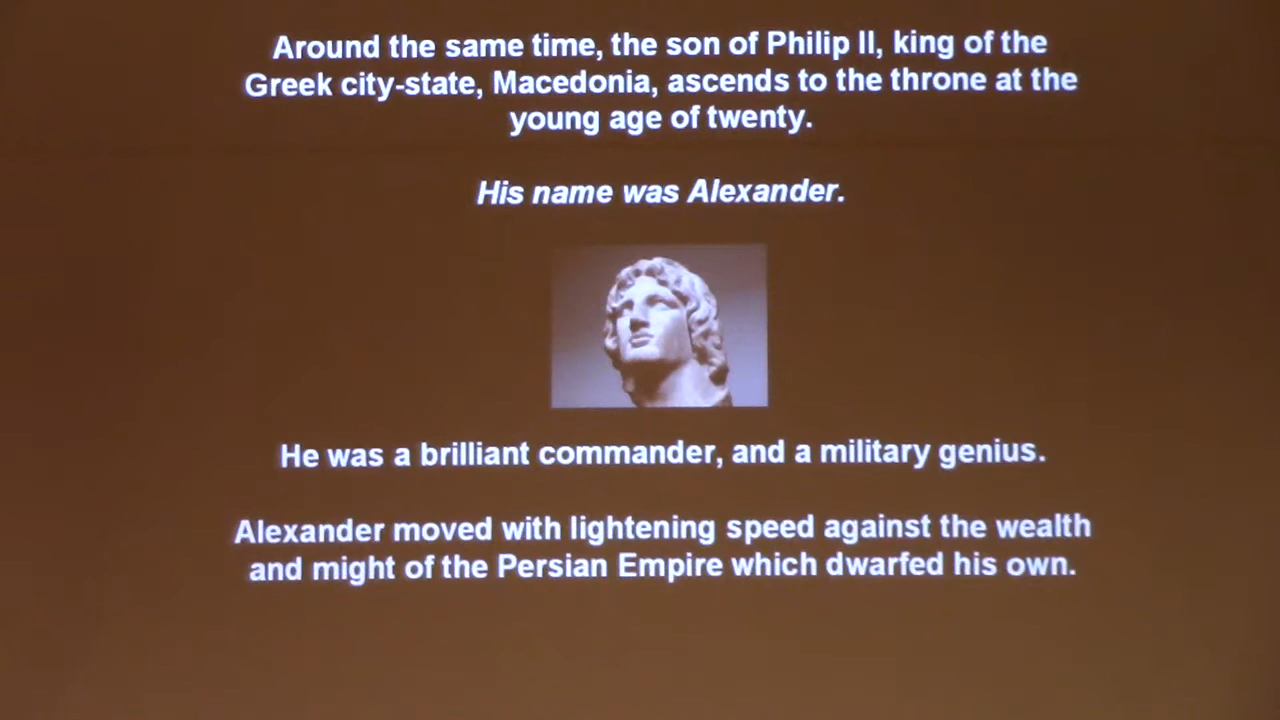 Around the same time, the son of Philip II, king of the
Greek city-state, Macedonia, ascends to the throne at the
young age of twenty.
His name was Alexander.
He was a brilliant commander, and a military genius.
Alexander moved with lightening speed against the wealth
and might of the Persian Empire which dwarfed his own.